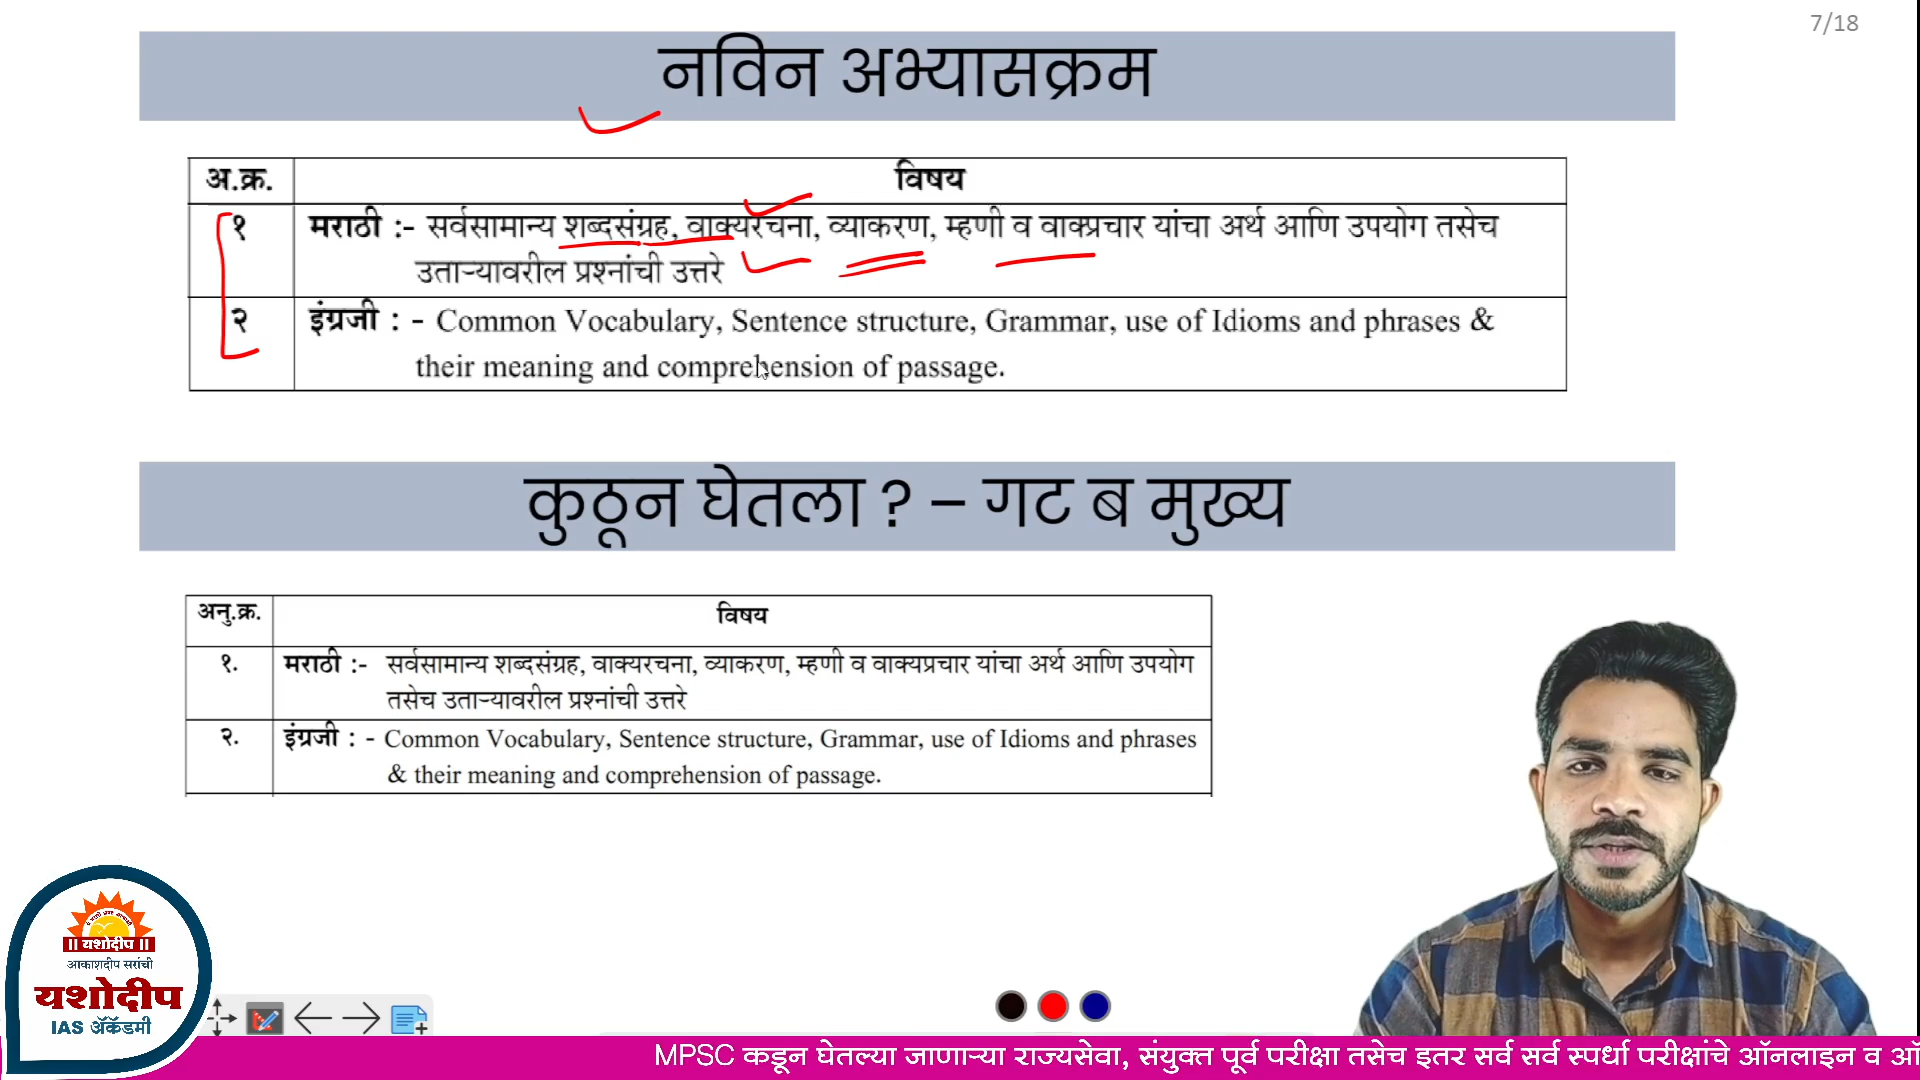 7/18
नविन अभ्यासक्रम
अ.क्र. विषय
१ मराठी :- सर्वसामान्य शब्दसंग्रह, वाक्यरचना, व्याकरण, म्हणी व वाक्प्रचार यांचा अर्थ आणि उपयोग तसेच
उताऱ्यावरील प्रश्नांची उत्तरे
२ इंग्रजी : - Common Vocabulary, Sentence structure, Grammar, use of Idioms and phrases &
their meaning and comprehension of passage.
कुठून घेतला ? – गट ब मुख्य
अनु.क्र. विषय
१. मराठी :- सर्वसामान्य शब्दसंग्रह, वाक्यरचना, व्याकरण, म्हणी व वाक्यप्रचार यांचा अर्थ आणि उपयोग
तसेच उताऱ्यावरील प्रश्नांची उत्तरे
२. इंग्रजी : - Common Vocabulary, Sentence structure, Grammar, use of Idioms and phrases
& their meaning and comprehension of passage.
॥ यशोदीप ॥
आकाशदीप सरांची
यशोदीप
IAS ॲकॅडमी
MPSC कडून घेतल्या जाणाऱ्या राज्यसेवा, संयुक्त पूर्व परीक्षा तसेच इतर सर्व सर्व स्पर्धा परीक्षांचे ऑनलाइन व